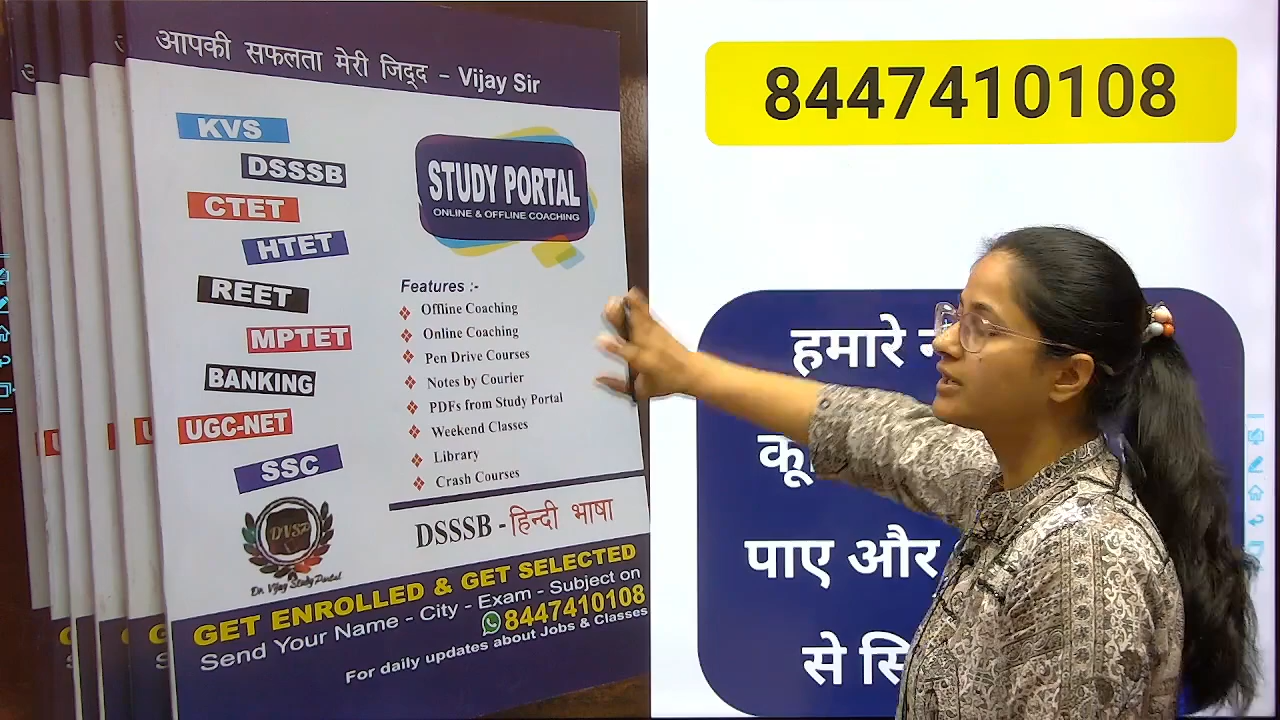 आपकी सफलता मेरी जिद्द – Vijay Sir
KVS
DSSSB
CTET
HTET
REET
MPTET
BANKING
UGC-NET
SSC
STUDY PORTAL
ONLINE & OFFLINE COACHING
Features :-
Offline Coaching
Online Coaching
Pen Drive Courses
Notes by Courier
PDFs from Study Portal
Weekend Classes
Library
Crash Courses
DSSSB - हिन्दी भाषा
DVSP
Dr. Vijay Study Portal
GET ENROLLED & GET SELECTED
Send Your Name - City - Exam - Subject on
8447410108
For daily updates about Jobs & Classes
8447410108
हमारे
पाए और
से